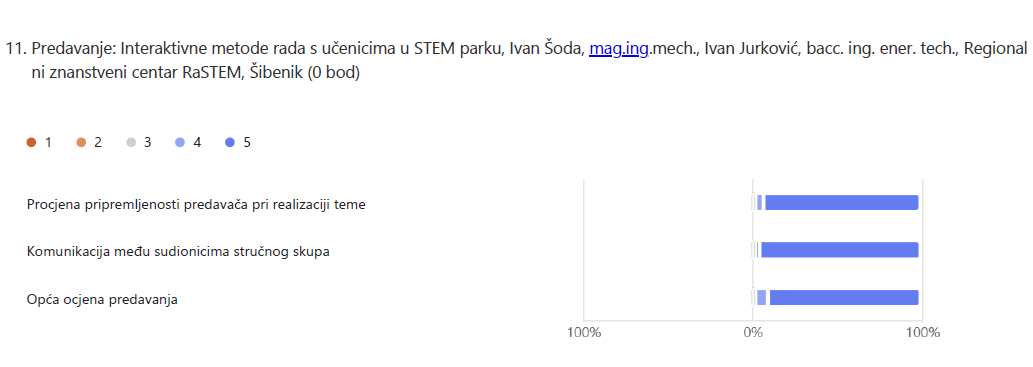 11. Predavanje: Interaktivne metode rada s učenicima u STEM parku, Ivan Šoda, mag.ing.mech., Ivan Jurković, bacc. ing. ener. tech., Regional
ni znanstveni centar RaSTEM, Šibenik (0 bod)
1 2 3 4 5
Procjena pripremljenosti predavača pri realizaciji teme
Komunikacija među sudionicima stručnog skupa
Opća ocjena predavanja
100% 0% 100%